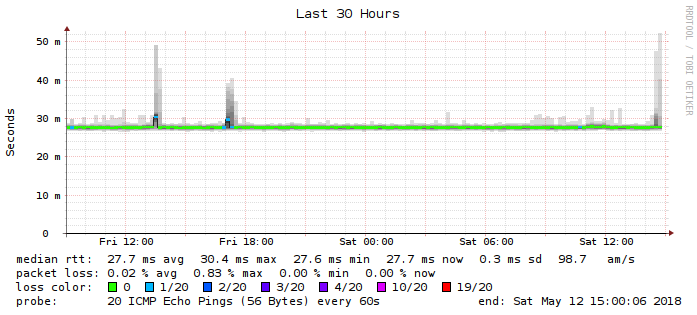 Last 30 Hours
RRDTOOL / TOBI OETIKER
Seconds
50 m
40 m
30 m
20 m
10 m
0
Fri 12:00 Fri 18:00 Sat 00:00 Sat 06:00 Sat 12:00
median rtt: 27.7 ms avg 30.4 ms max 27.6 ms min 27.7 ms now 0.3 ms sd 98.7 am/s
packet loss: 0.02 % avg 0.83 % max 0.00 % min 0.00 % now
loss color: 0 1/20 2/20 3/20 4/20 10/20 19/20
probe: 20 ICMP Echo Pings (56 Bytes) every 60s end: Sat May 12 15:00:06 2018